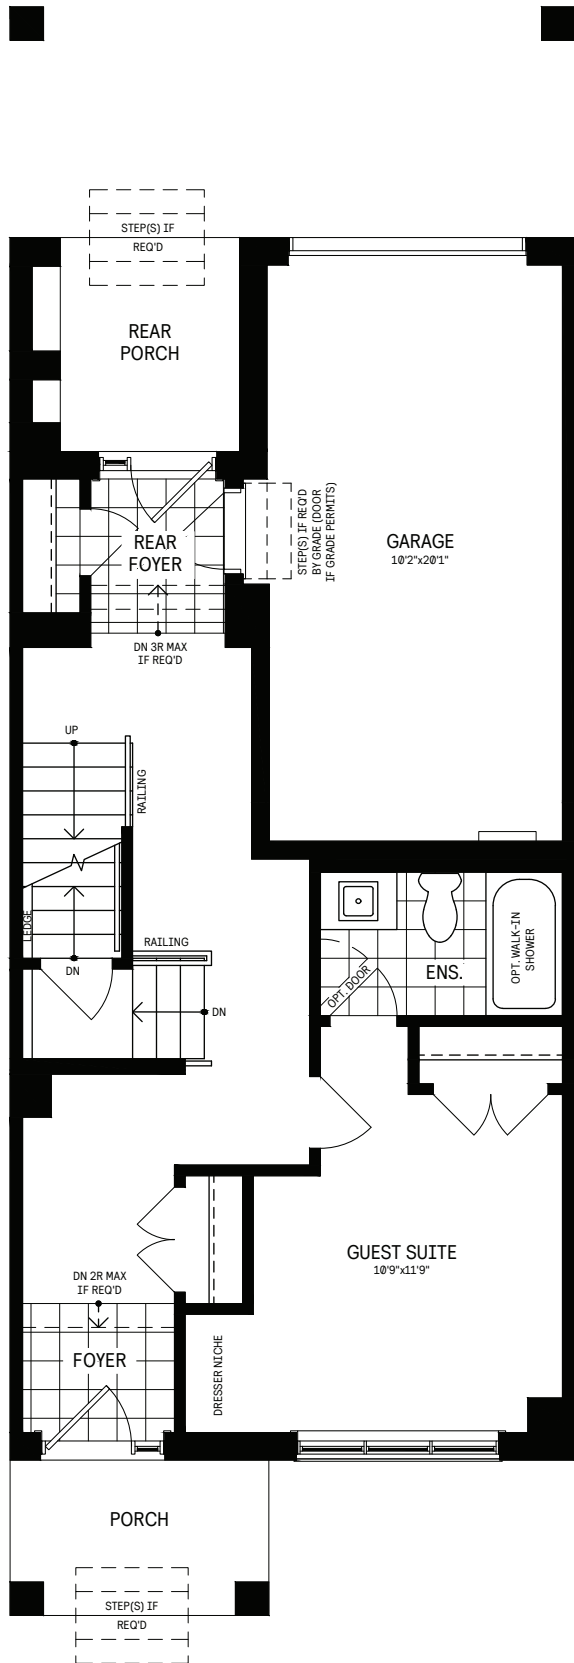 STEP(S) IF
REQ'D
REAR
PORCH
REAR
FOYER
STEP(S) IF REQ'D
BY GRADE (DOOR
IF GRADE PERMITS)
GARAGE
10'2"x20'1"
DN 3R MAX
IF REQ'D
UP
RAILING
LEDGE
DN
RAILING
DN
OPT. DOOR
ENS.
OPT. WALK-IN
SHOWER
GUEST SUITE
10'9"x11'9"
DN 2R MAX
IF REQ'D
FOYER
DRESSER NICHE
PORCH
STEP(S) IF
REQ'D